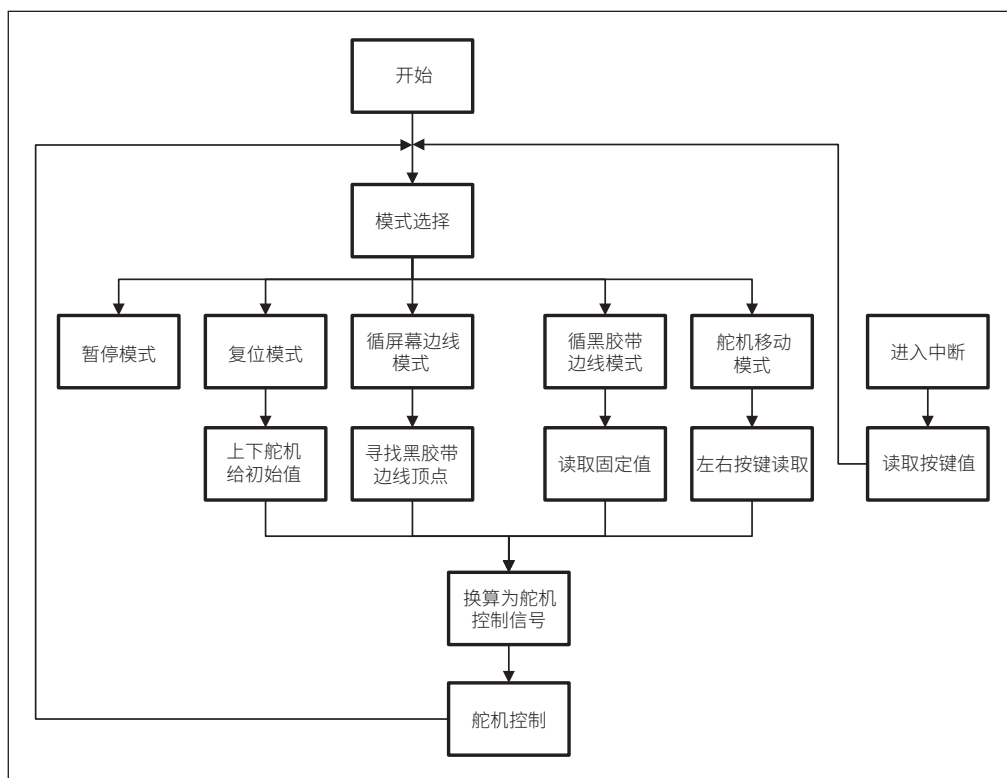 开始
模式选择
暂停模式
复位模式
循屏幕边线
模式
循黑胶带
边线模式
舵机移动
模式
进入中断
上下舵机
给初始值
寻找黑胶带
边线顶点
读取固定值
左右按键读取
读取按键值
换算为舵机
控制信号
舵机控制